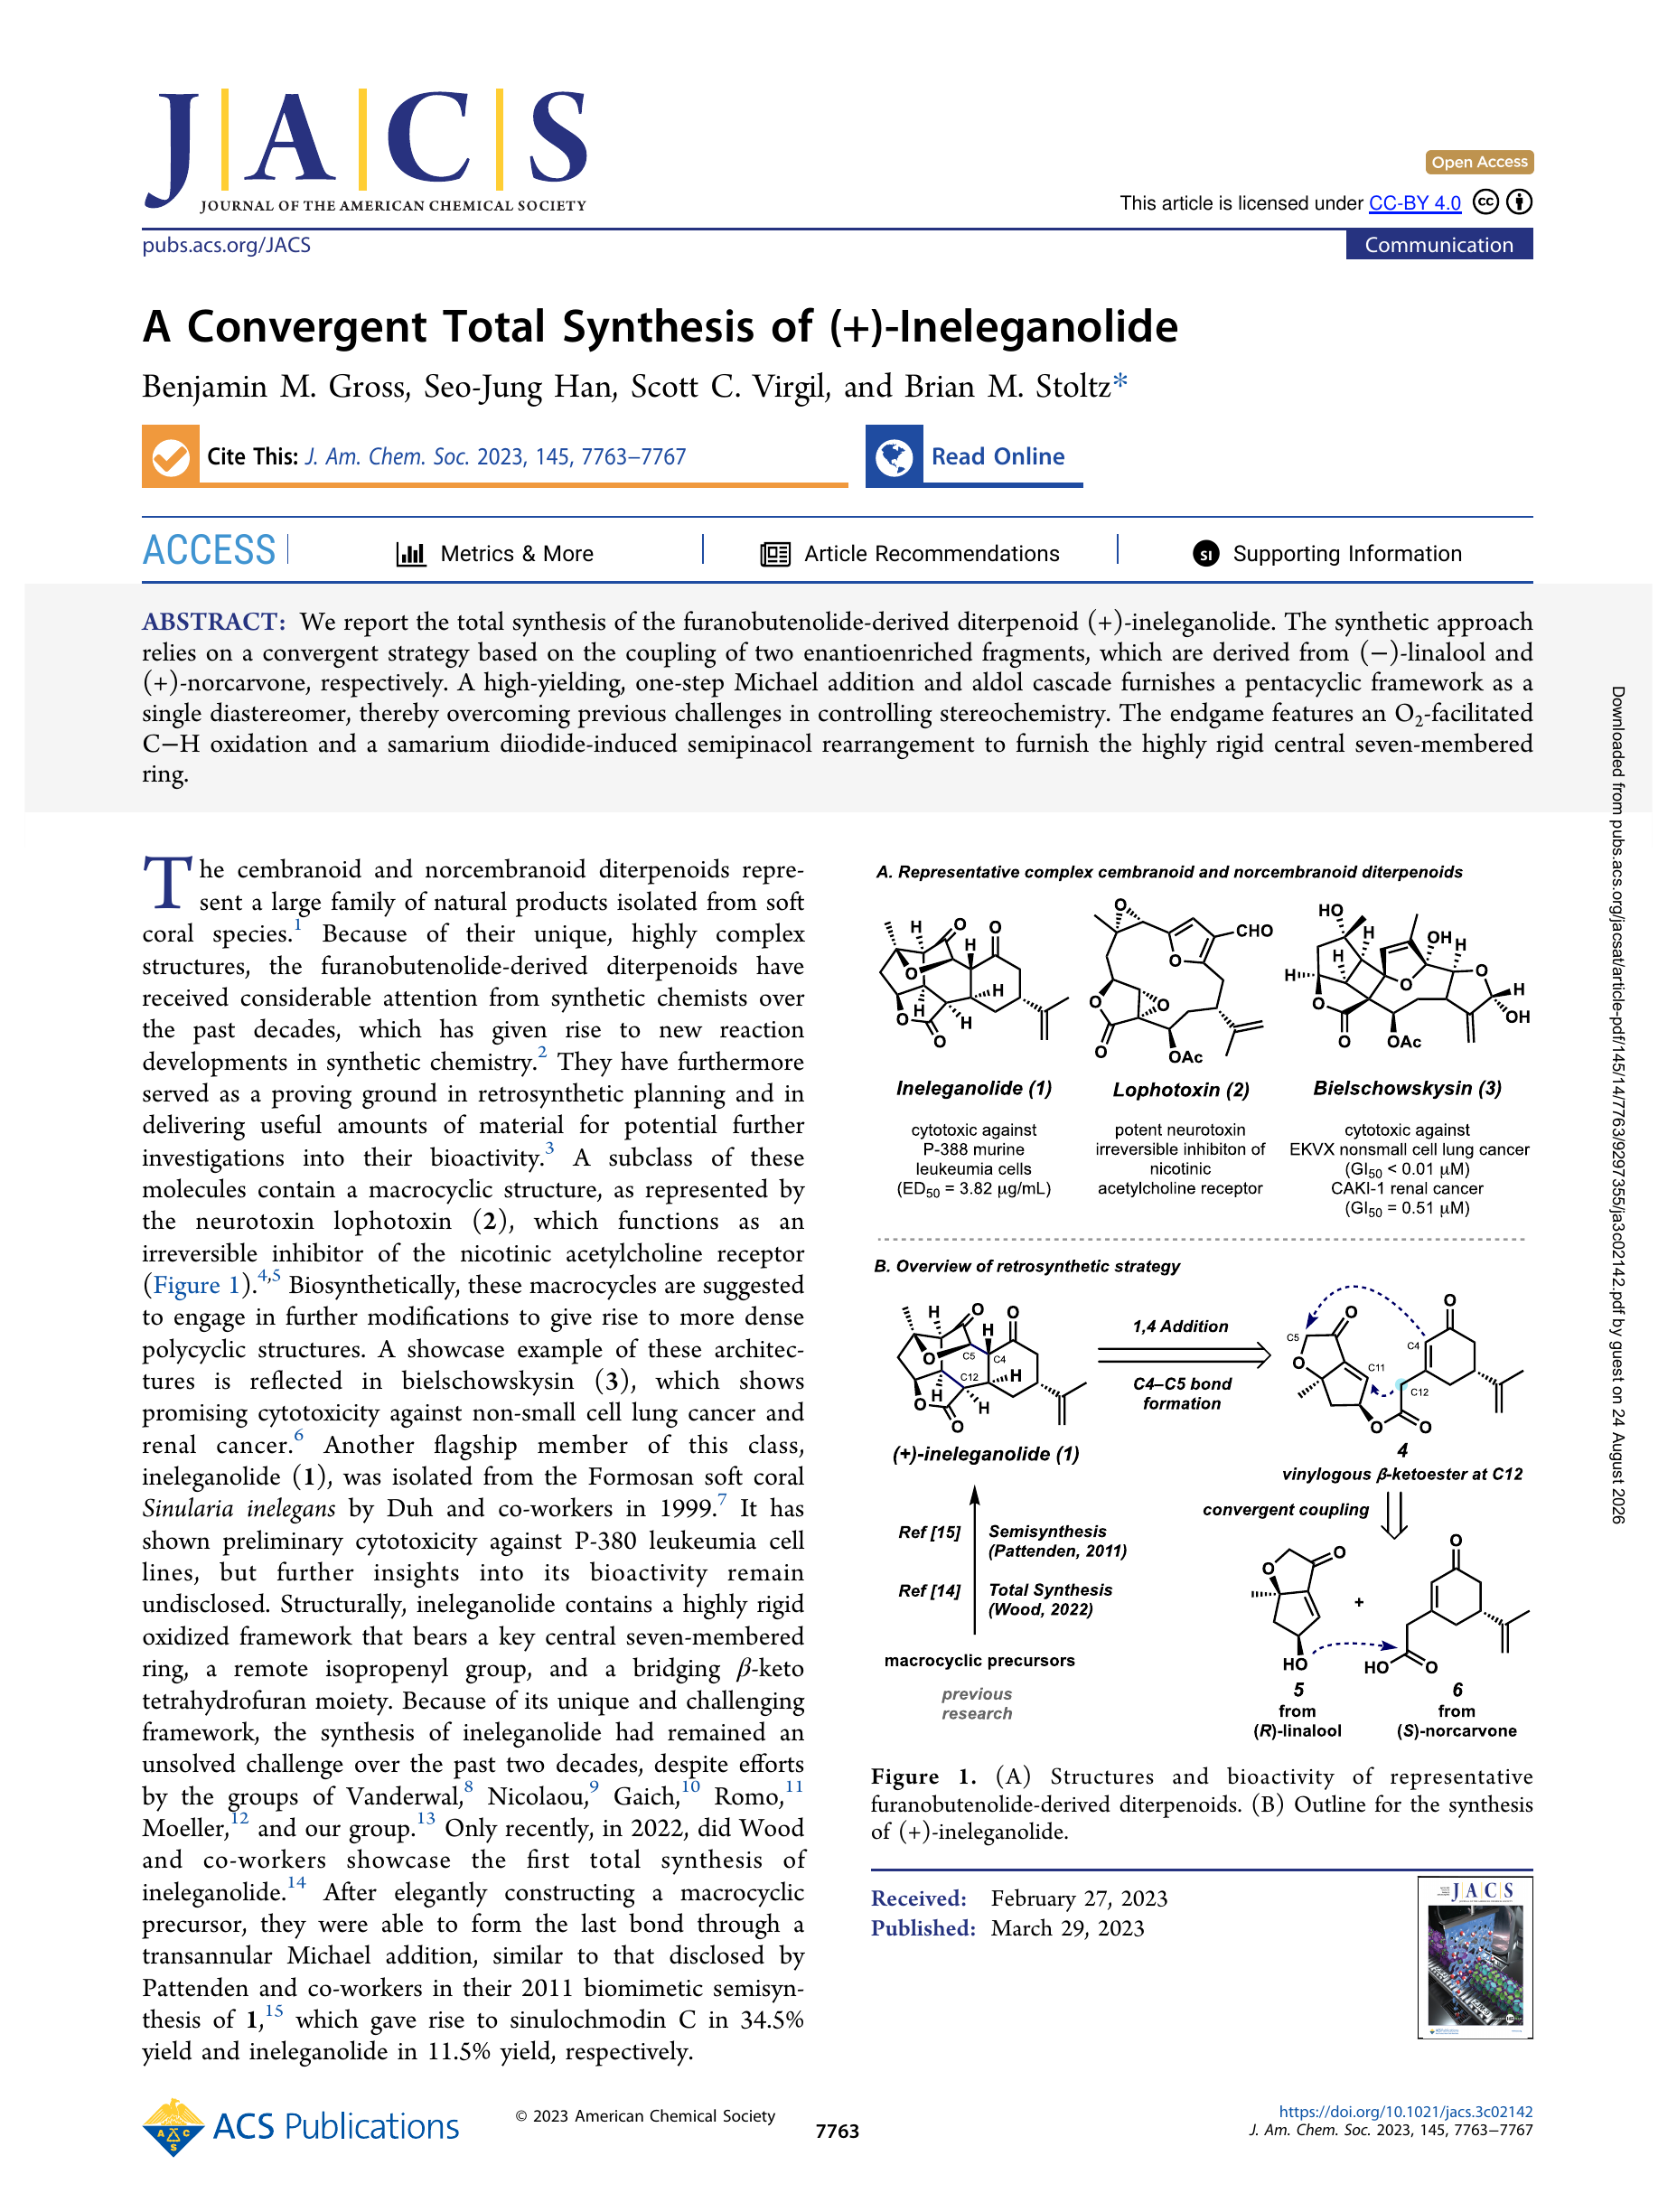 J|A|C|S
JOURNAL OF THE AMERICAN CHEMICAL SOCIETY
Open Access
This article is licensed under CC-BY 4.0
pubs.acs.org/JACS
Communication
A Convergent Total Synthesis of (+)-Ineleganolide
Benjamin M. Gross, Seo-Jung Han, Scott C. Virgil, and Brian M. Stoltz*
Cite This: J. Am. Chem. Soc. 2023, 145, 7763−7767
Read Online
ACCESS
Metrics & More
Article Recommendations
SI Supporting Information
ABSTRACT: We report the total synthesis of the furanobutenolide-derived diterpenoid (+)-ineleganolide. The synthetic approach
relies on a convergent strategy based on the coupling of two enantioenriched fragments, which are derived from (−)-linalool and
(+)-norcarvone, respectively. A high-yielding, one-step Michael addition and aldol cascade furnishes a pentacyclic framework as a
single diastereomer, thereby overcoming previous challenges in controlling stereochemistry. The endgame features an O2-facilitated
C−H oxidation and a samarium diiodide-induced semipinacol rearrangement to furnish the highly rigid central seven-membered
ring.
The cembranoid and norcembranoid diterpenoids repre-
sent a large family of natural products isolated from soft
coral species.1 Because of their unique, highly complex
structures, the furanobutenolide-derived diterpenoids have
received considerable attention from synthetic chemists over
the past decades, which has given rise to new reaction
developments in synthetic chemistry.2 They have furthermore
served as a proving ground in retrosynthetic planning and in
delivering useful amounts of material for potential further
investigations into their bioactivity.3 A subclass of these
molecules contain a macrocyclic structure, as represented by
the neurotoxin lophotoxin (2), which functions as an
irreversible inhibitor of the nicotinic acetylcholine receptor
(Figure 1).4,5 Biosynthetically, these macrocycles are suggested
to engage in further modifications to give rise to more dense
polycyclic structures. A showcase example of these architec-
tures is reflected in bielschowskysin (3), which shows
promising cytotoxicity against non-small cell lung cancer and
renal cancer.6 Another flagship member of this class,
ineleganolide (1), was isolated from the Formosan soft coral
Sinularia inelegans by Duh and co-workers in 1999.7 It has
shown preliminary cytotoxicity against P-380 leukemia cell
lines, but further insights into its bioactivity remain
undisclosed. Structurally, ineleganolide contains a highly rigid
oxidized framework that bears a key central seven-membered
ring, a remote isopropenyl group, and a bridging β-keto
tetrahydrofuran moiety. Because of its unique and challenging
framework, the synthesis of ineleganolide had remained an
unsolved challenge over the past two decades, despite efforts
by the groups of Vanderwal,8 Nicolaou,9 Gaich,10 Romo,11
Moeller,12 and our group.13 Only recently, in 2022, did Wood
and co-workers showcase the first total synthesis of
ineleganolide.14 After elegantly constructing a macrocyclic
precursor, they were able to form the last bond through a
transannular Michael addition, similar to that disclosed by
Pattenden and co-workers in their 2011 biomimetic semisyn-
thesis of 1,15 which gave rise to sinulochmodin C in 34.5%
yield and ineleganolide in 11.5% yield, respectively.
A. Representative complex cembranoid and norcembranoid diterpenoids
H O O H O H H H O O
O CHO O O O O OAc
HO H OH H H H O O O H OH O OAc
Ineleganolide (1)
cytotoxic against
P-388 murine
leukemia cells
(ED50 = 3.82 μg/mL)
Lophotoxin (2)
potent neurotoxin
irreversible inhibiton of
nicotinic
acetylcholine receptor
Bielschowskysin (3)
cytotoxic against
EKVX nonsmall cell lung cancer
(GI50 < 0.01 μM)
CAKI-1 renal cancer
(GI50 = 0.51 μM)
B. Overview of retrosynthetic strategy
H O O H O C5 C4 C12 H H H O O
(+)-ineleganolide (1)
1,4 Addition
C4–C5 bond
formation
C5 O O C11 C4 O C12 O O
4
vinylogous β-ketoester at C12
convergent coupling
Ref [15]
Semisynthesis
(Pattenden, 2011)
Ref [14]
Total Synthesis
(Wood, 2022)
macrocyclic precursors
previous
research
O O HO
+
O HO O
5
from
(R)-linalool
6
from
(S)-norcarvone
Figure 1. (A) Structures and bioactivity of representative
furanobutenolide-derived diterpenoids. (B) Outline for the synthesis
of (+)-ineleganolide.
Received: February 27, 2023
Published: March 29, 2023
J|A|C|S
ACS Publications
© 2023 American Chemical Society
7763
https://doi.org/10.1021/jacs.3c02142
J. Am. Chem. Soc. 2023, 145, 7763−7767
Downloaded from pubs.acs.org/jacsat/article-pdf/145/14/7763/9297355/ja3c02142.pdf by guest on 24 August 2026